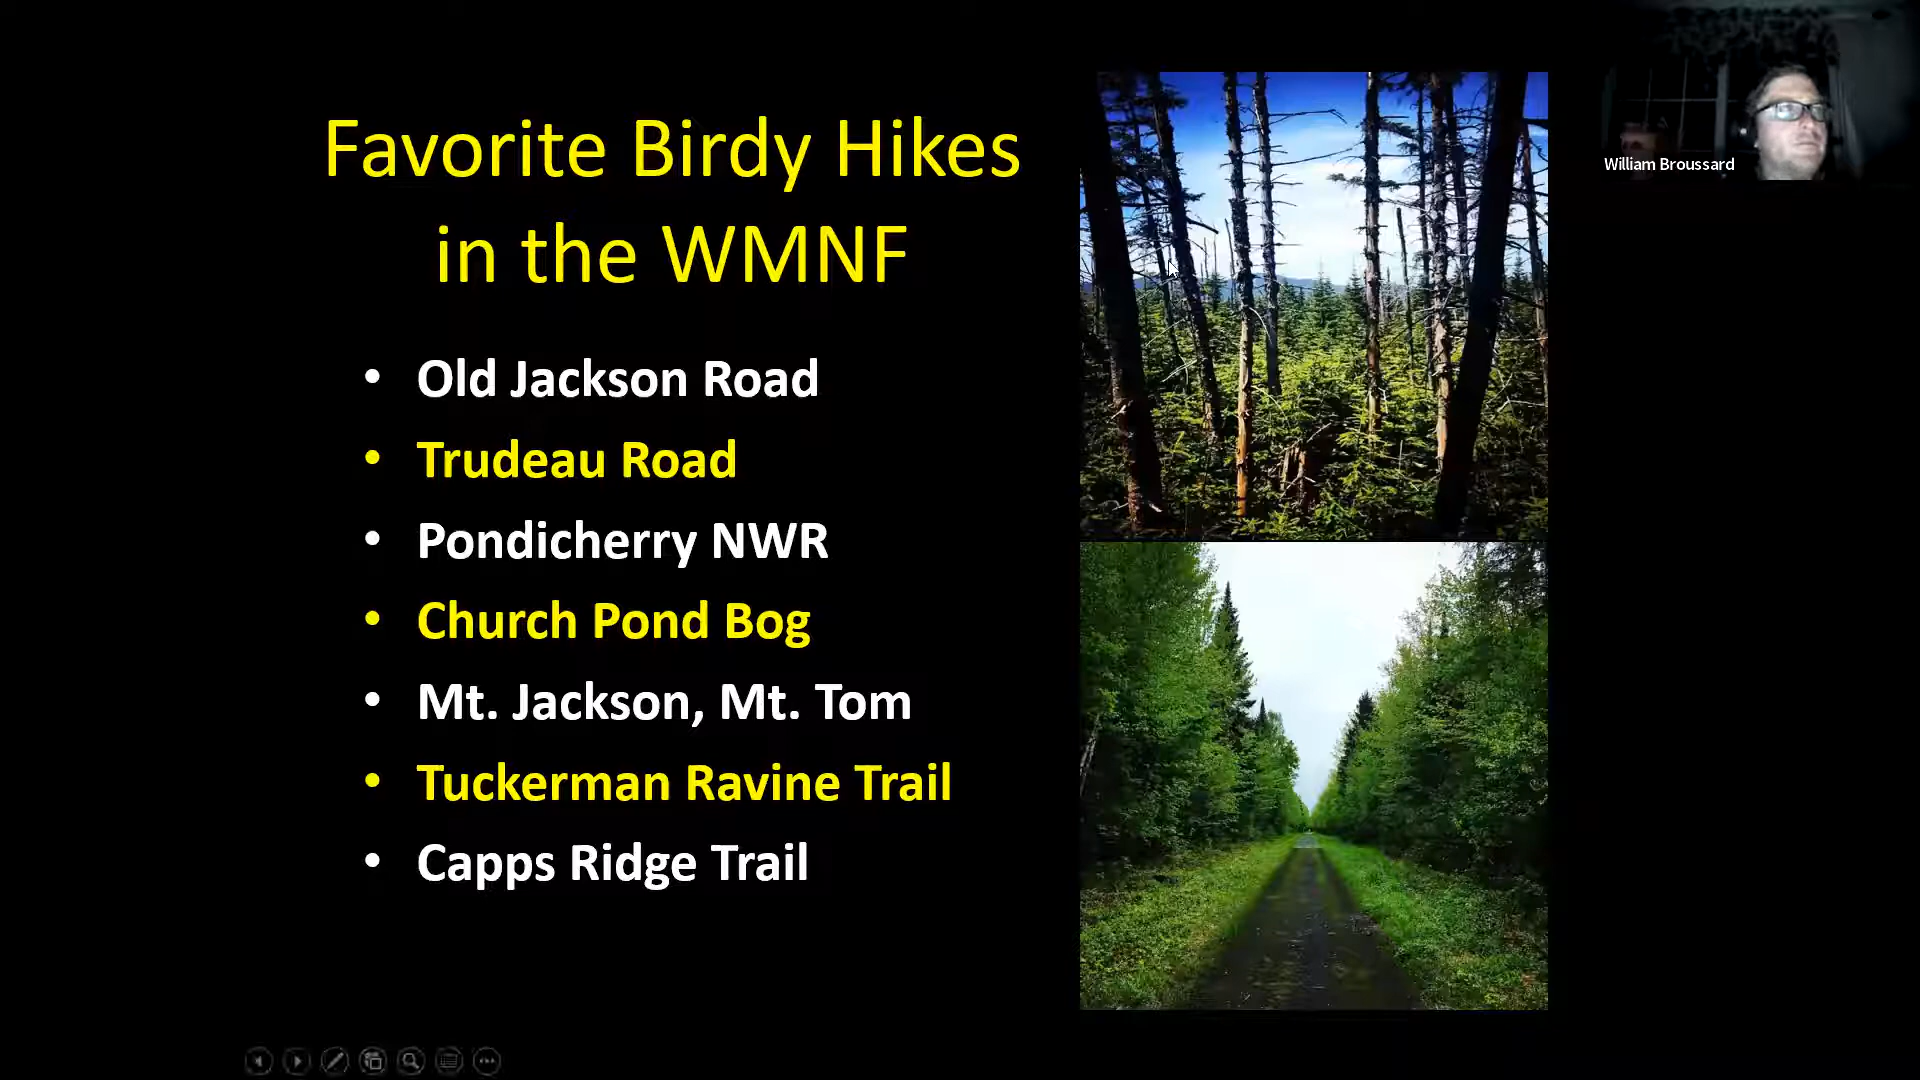 Favorite Birdy Hikes
in the WMNF
• Old Jackson Road
• Trudeau Road
• Pondicherry NWR
• Church Pond Bog
• Mt. Jackson, Mt. Tom
• Tuckerman Ravine Trail
• Capps Ridge Trail
William Broussard